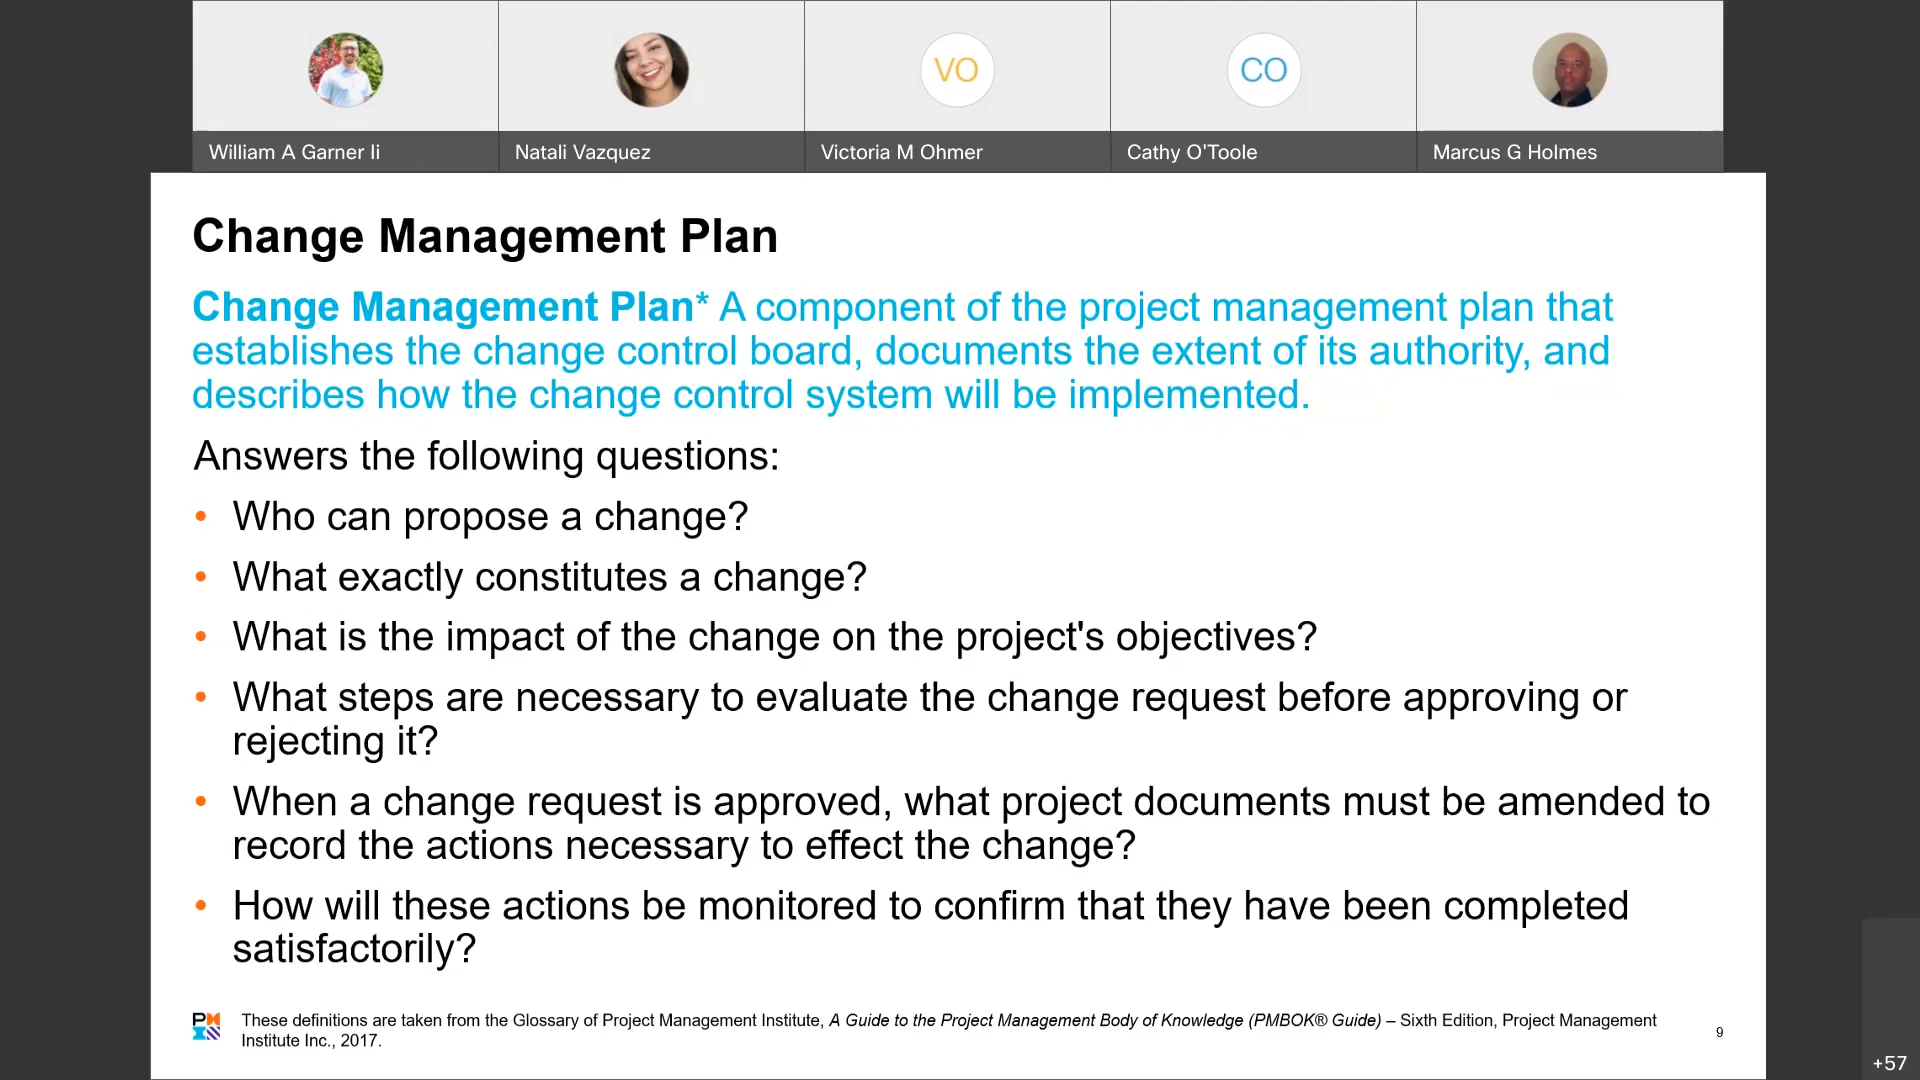 VO
CO
William A Garner Ii
Natali Vazquez
Victoria M Ohmer
Cathy O'Toole
Marcus G Holmes
Change Management Plan
Change Management Plan* A component of the project management plan that
establishes the change control board, documents the extent of its authority, and
describes how the change control system will be implemented.
Answers the following questions:
• Who can propose a change?
• What exactly constitutes a change?
• What is the impact of the change on the project's objectives?
• What steps are necessary to evaluate the change request before approving or
rejecting it?
• When a change request is approved, what project documents must be amended to
record the actions necessary to effect the change?
• How will these actions be monitored to confirm that they have been completed
satisfactorily?
These definitions are taken from the Glossary of Project Management Institute, A Guide to the Project Management Body of Knowledge (PMBOK® Guide) – Sixth Edition, Project Management
Institute Inc., 2017.
9
+57